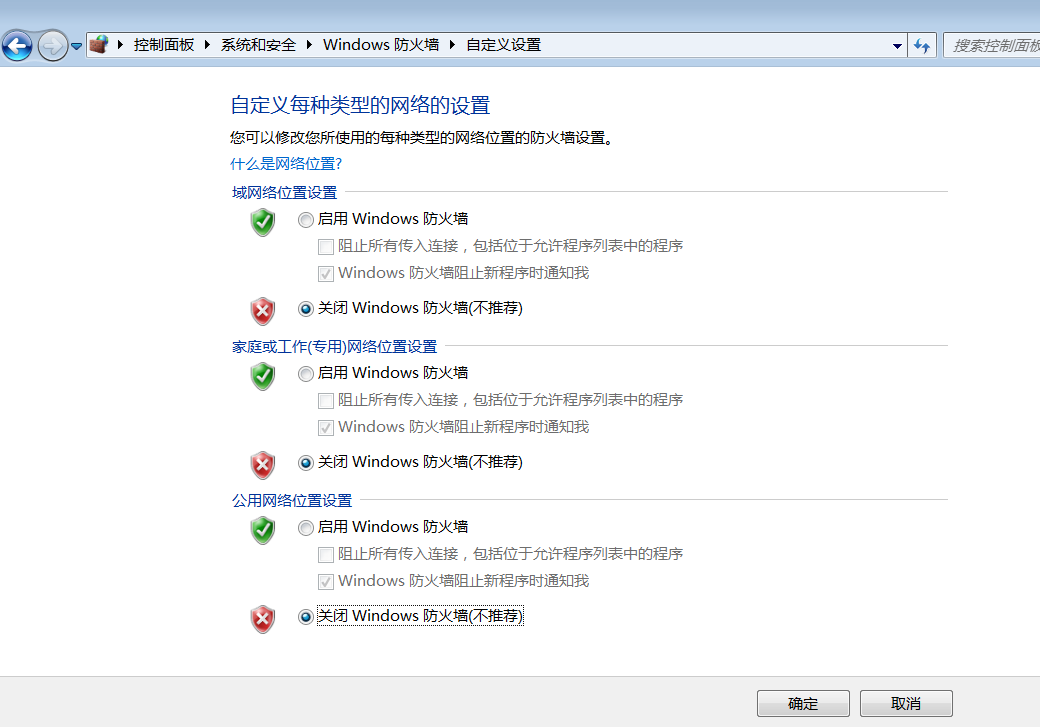 控制面板 系统和安全 Windows 防火墙 自定义设置
搜索控制面板
自定义每种类型的网络的设置
您可以修改您所使用的每种类型的网络位置的防火墙设置。
什么是网络位置?
域网络位置设置
启用 Windows 防火墙
阻止所有传入连接，包括位于允许程序列表中的程序
Windows 防火墙阻止新程序时通知我
关闭 Windows 防火墙(不推荐)
家庭或工作(专用)网络位置设置
启用 Windows 防火墙
阻止所有传入连接，包括位于允许程序列表中的程序
Windows 防火墙阻止新程序时通知我
关闭 Windows 防火墙(不推荐)
公用网络位置设置
启用 Windows 防火墙
阻止所有传入连接，包括位于允许程序列表中的程序
Windows 防火墙阻止新程序时通知我
关闭 Windows 防火墙(不推荐)
确定 取消